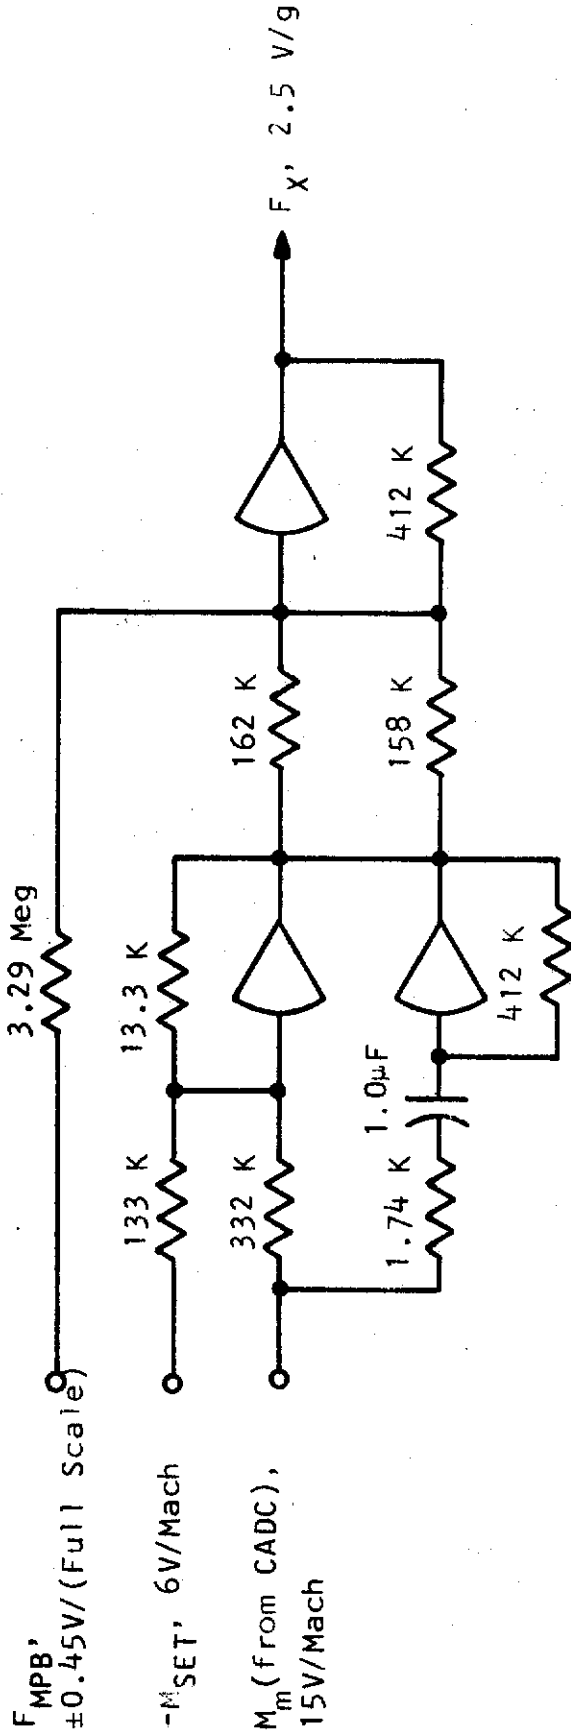 F_MPB,
±0.45V/(Full Scale)
3.29 Meg
-M_SET, 6V/Mach
133 K
13.3 K
M_m (from CADC),
15V/Mach
332 K
162 K
F_X, 2.5 V/g
1.74 K
1.0μF
158 K
412 K
412 K